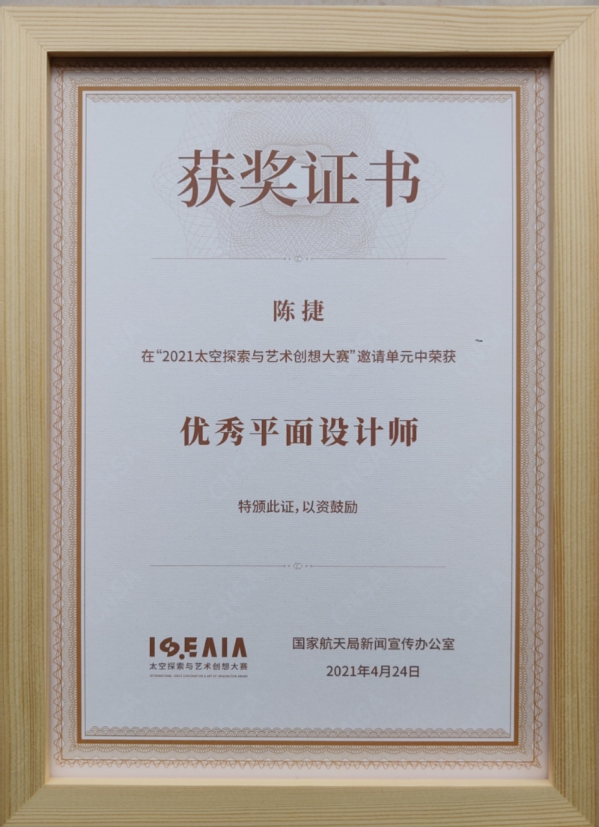 获奖证书
陈捷
在“2021太空探索与艺术创想大赛”邀请单元中荣获
优秀平面设计师
特颁此证，以资鼓励
国家航天局新闻宣传办公室
2021年4月24日
太空探索与艺术创想大赛
CNSA